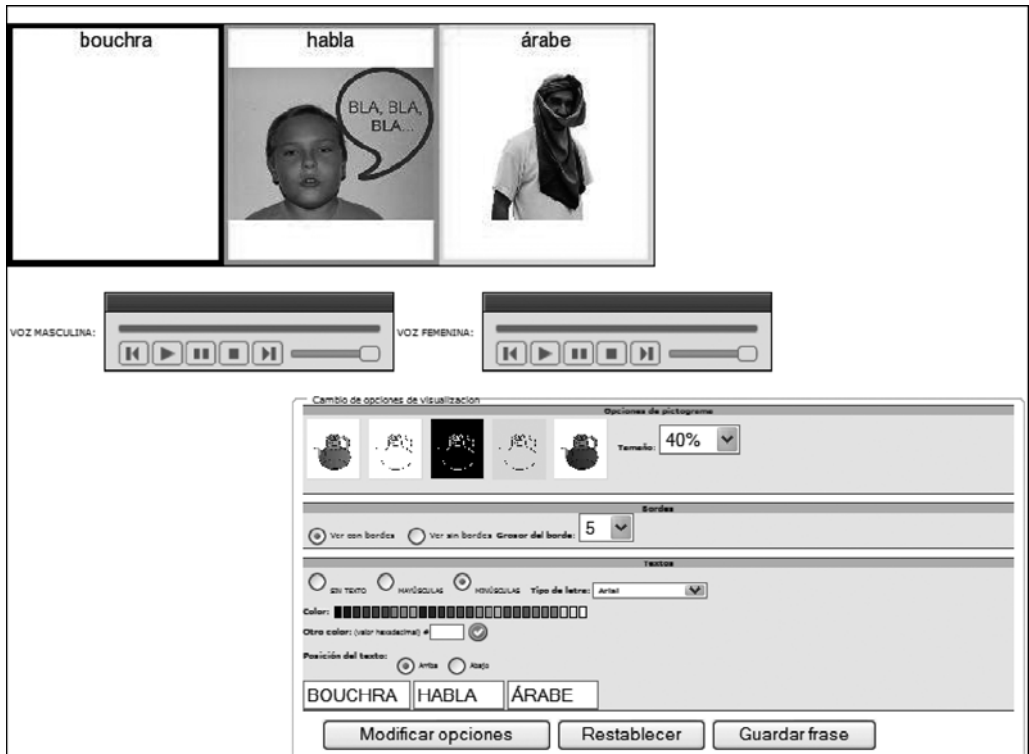 bouchra habla árabe
BLA, BLA,
BLA...
VOZ MASCULINA: VOZ FEMENINA:
Cambio de opciones de visualizacion
Opciones de pictograma
Tamaño: 40%
Bordes
Ver con bordes Ver sin bordes Grosor del borde: 5
Textos
SIN TEXTO MAYÚSCULAS MINÚSCULAS Tipo de letra: Arial
Color:
Otro color: (valor hexadecimal) #
Posición del texto: Arriba Abajo
BOUCHRA HABLA ÁRABE
Modificar opciones Restablecer Guardar frase